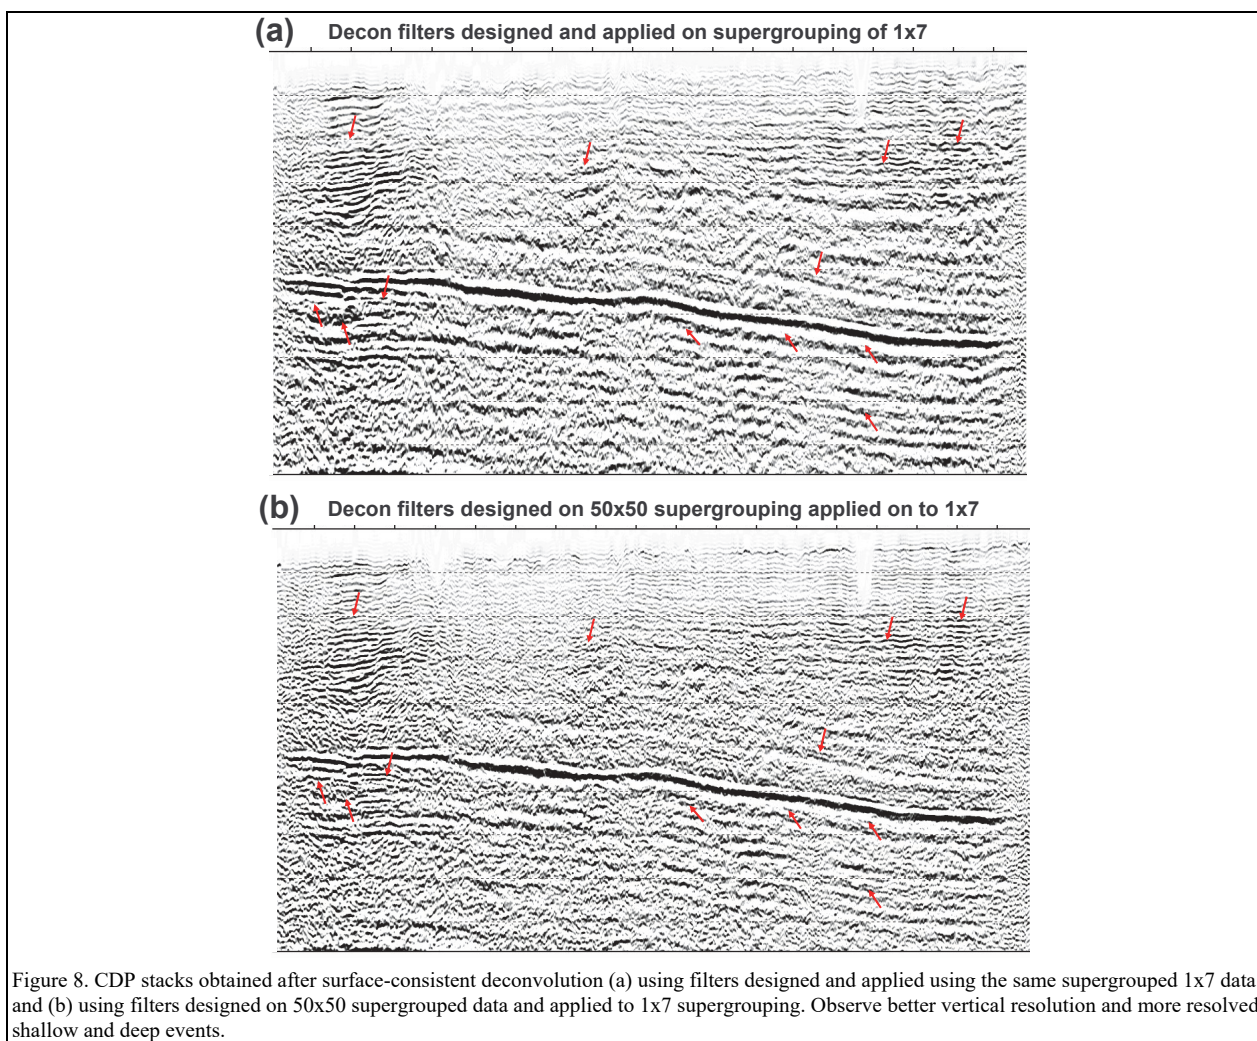 (a) Decon filters designed and applied on supergrouping of 1x7
(b) Decon filters designed on 50x50 supergrouping applied on to 1x7
Figure 8. CDP stacks obtained after surface-consistent deconvolution (a) using filters designed and applied using the same supergrouped 1x7 data
and (b) using filters designed on 50x50 supergrouped data and applied to 1x7 supergrouping. Observe better vertical resolution and more resolved
shallow and deep events.